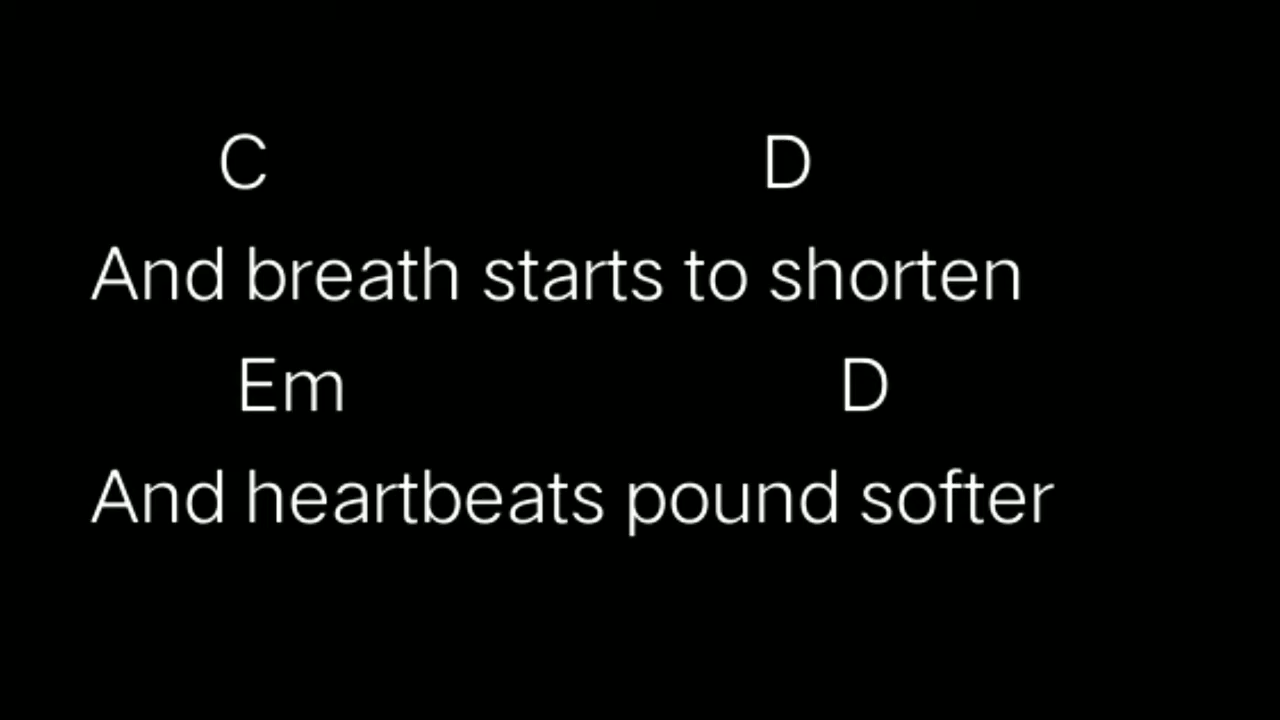 C D
And breath starts to shorten
Em D
And heartbeats pound softer